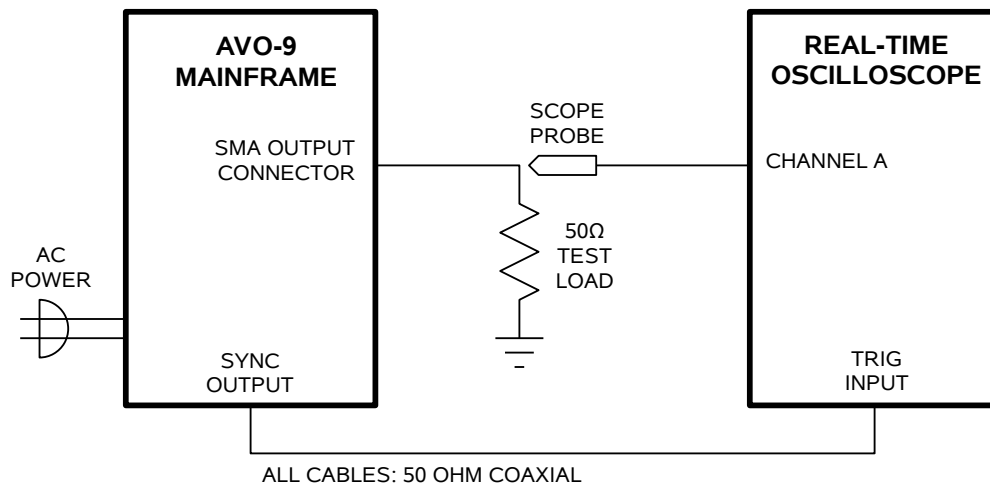 AVO-9
MAINFRAME
SMA OUTPUT
CONNECTOR
AC
POWER
SYNC
OUTPUT
SCOPE
PROBE
50Ω
TEST
LOAD
REAL-TIME
OSCILLOSCOPE
CHANNEL A
TRIG
INPUT
ALL CABLES: 50 OHM COAXIAL